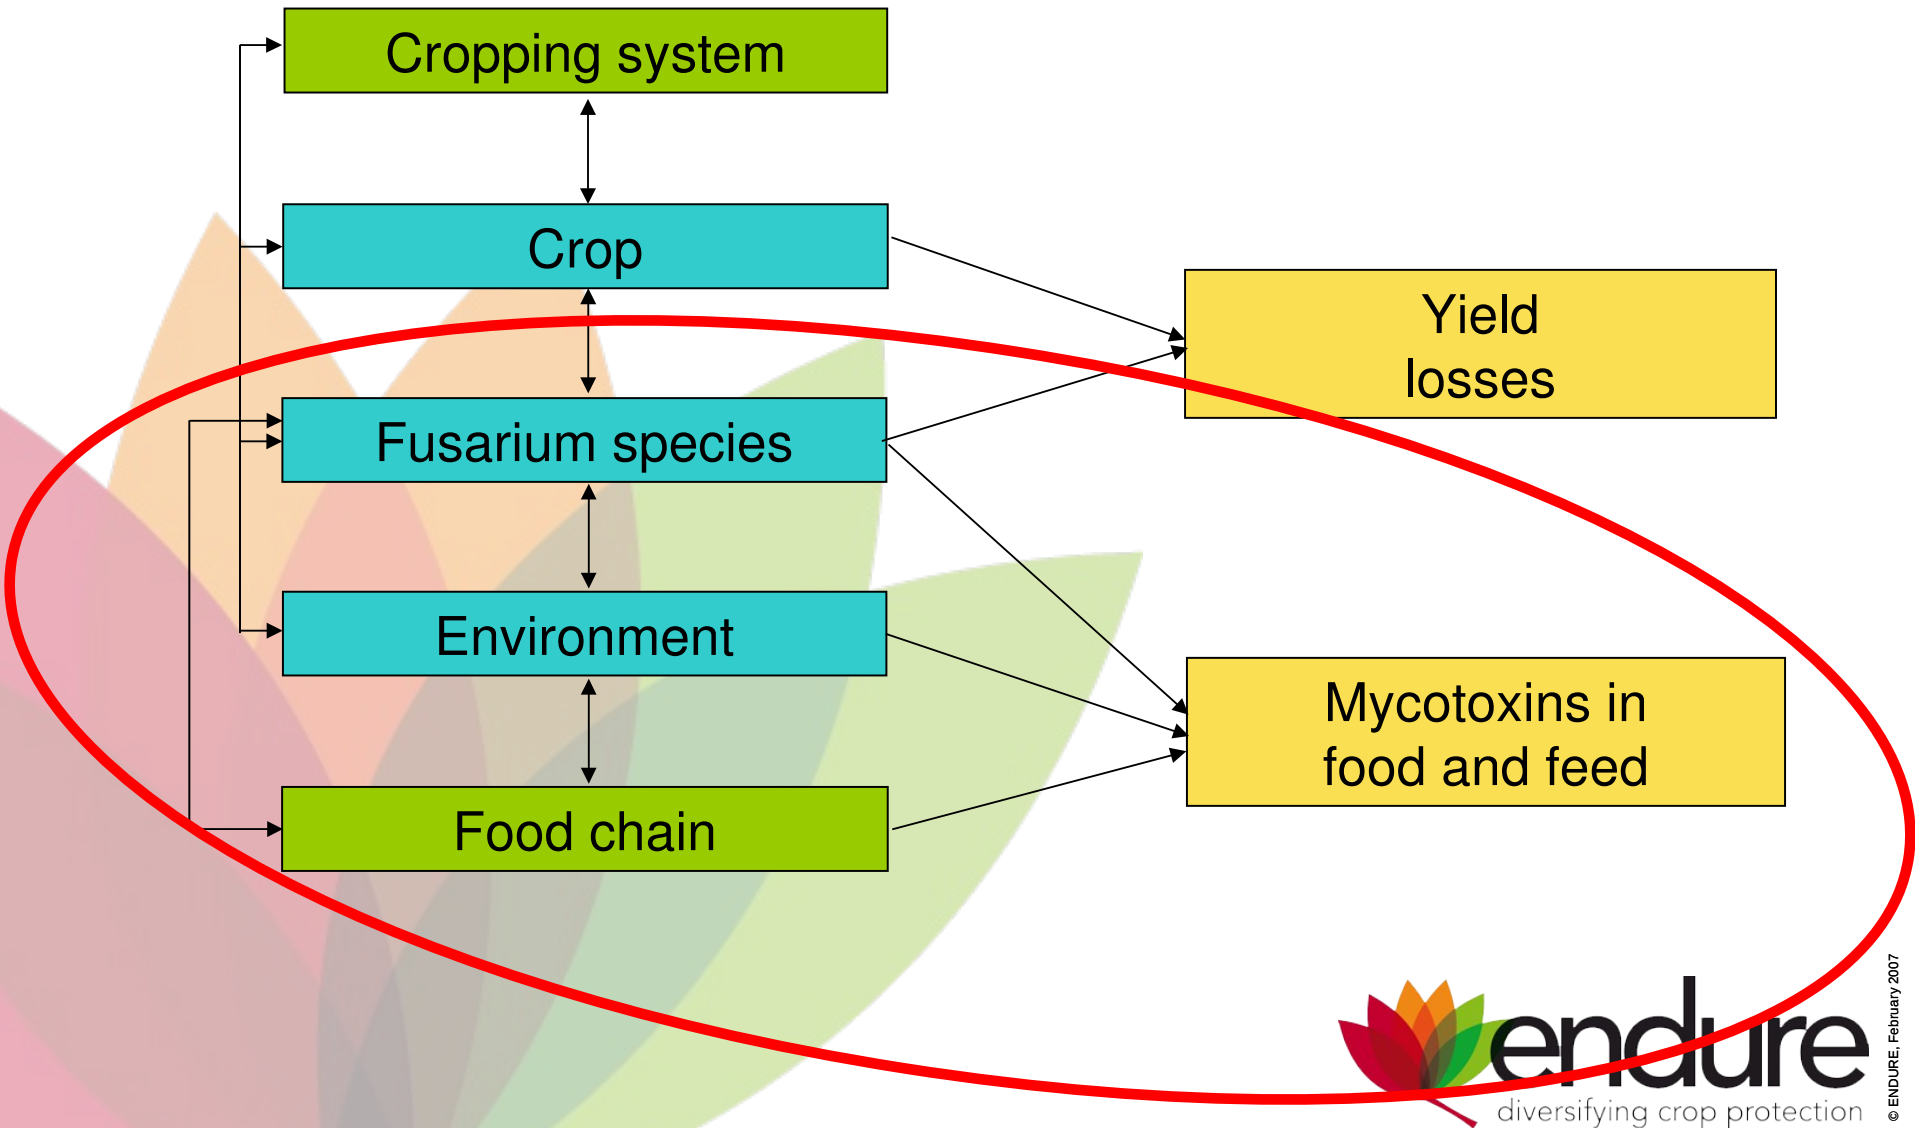 Cropping system
Crop
Yield
losses
Fusarium species
Environment
Mycotoxins in
food and feed
Food chain
endure
diversifying crop protection
© ENDURE, February 2007